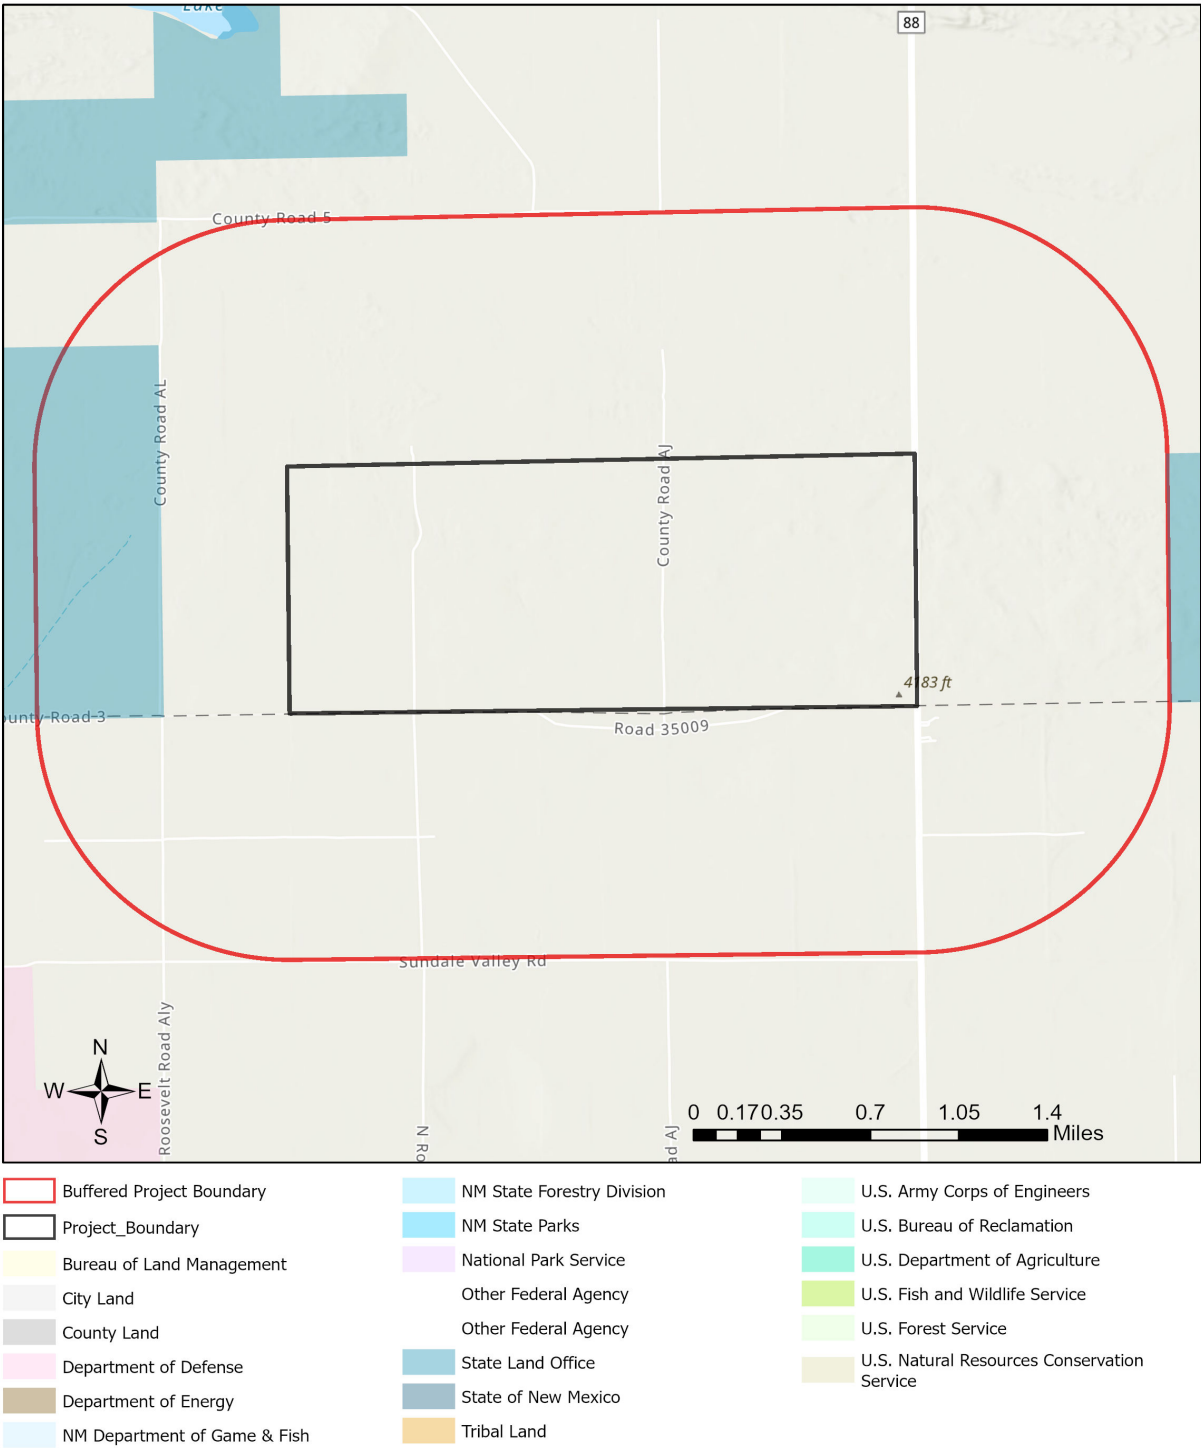 Lake
88
County Road 5
County Road AL
County Road AJ
4183 ft
ounty Road 3
Road 35009
Sundale Valley Rd
Roosevelt Road Aly
N Ro
ad AJ
N
W E
S
0 0.17 0.35 0.7 1.05 1.4
Miles
Buffered Project Boundary
Project_Boundary
Bureau of Land Management
City Land
County Land
Department of Defense
Department of Energy
NM Department of Game & Fish
NM State Forestry Division
NM State Parks
National Park Service
Other Federal Agency
Other Federal Agency
State Land Office
State of New Mexico
Tribal Land
U.S. Army Corps of Engineers
U.S. Bureau of Reclamation
U.S. Department of Agriculture
U.S. Fish and Wildlife Service
U.S. Forest Service
U.S. Natural Resources Conservation
Service